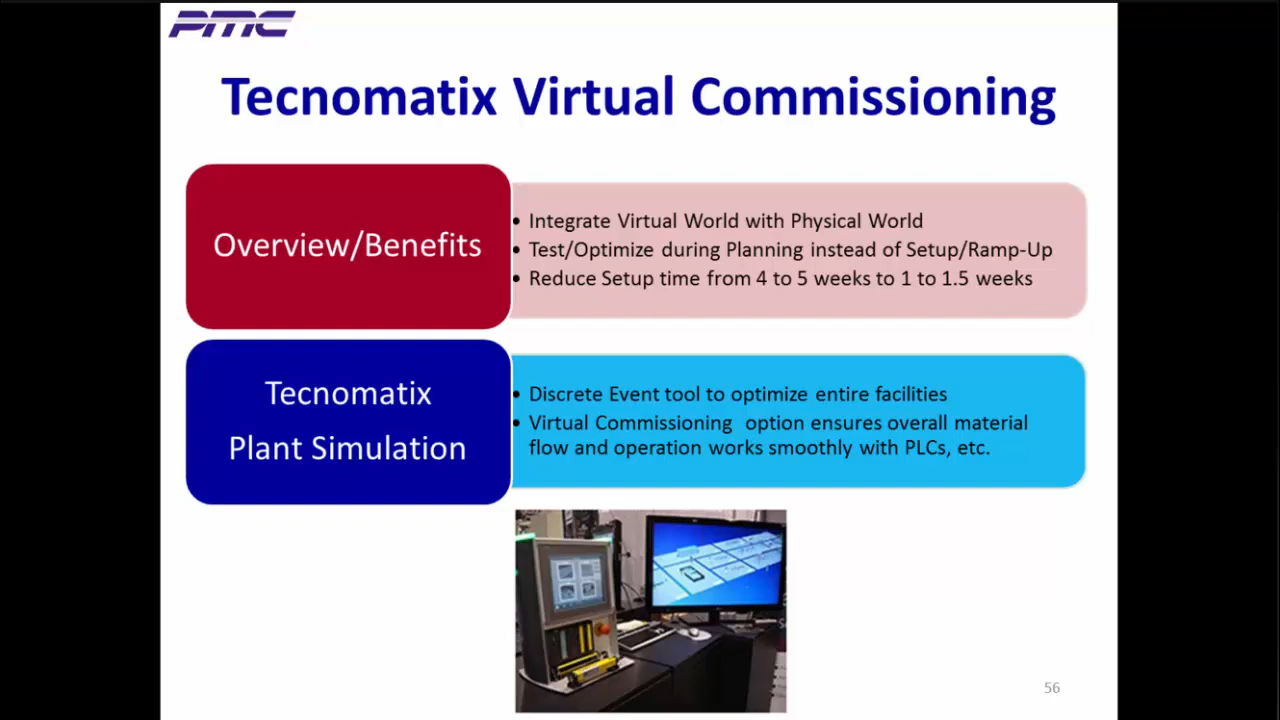 PMC
Tecnomatix Virtual Commissioning
Overview/Benefits
• Integrate Virtual World with Physical World
• Test/Optimize during Planning instead of Setup/Ramp-Up
• Reduce Setup time from 4 to 5 weeks to 1 to 1.5 weeks
Tecnomatix
Plant Simulation
• Discrete Event tool to optimize entire facilities
• Virtual Commissioning option ensures overall material
flow and operation works smoothly with PLCs, etc.
56